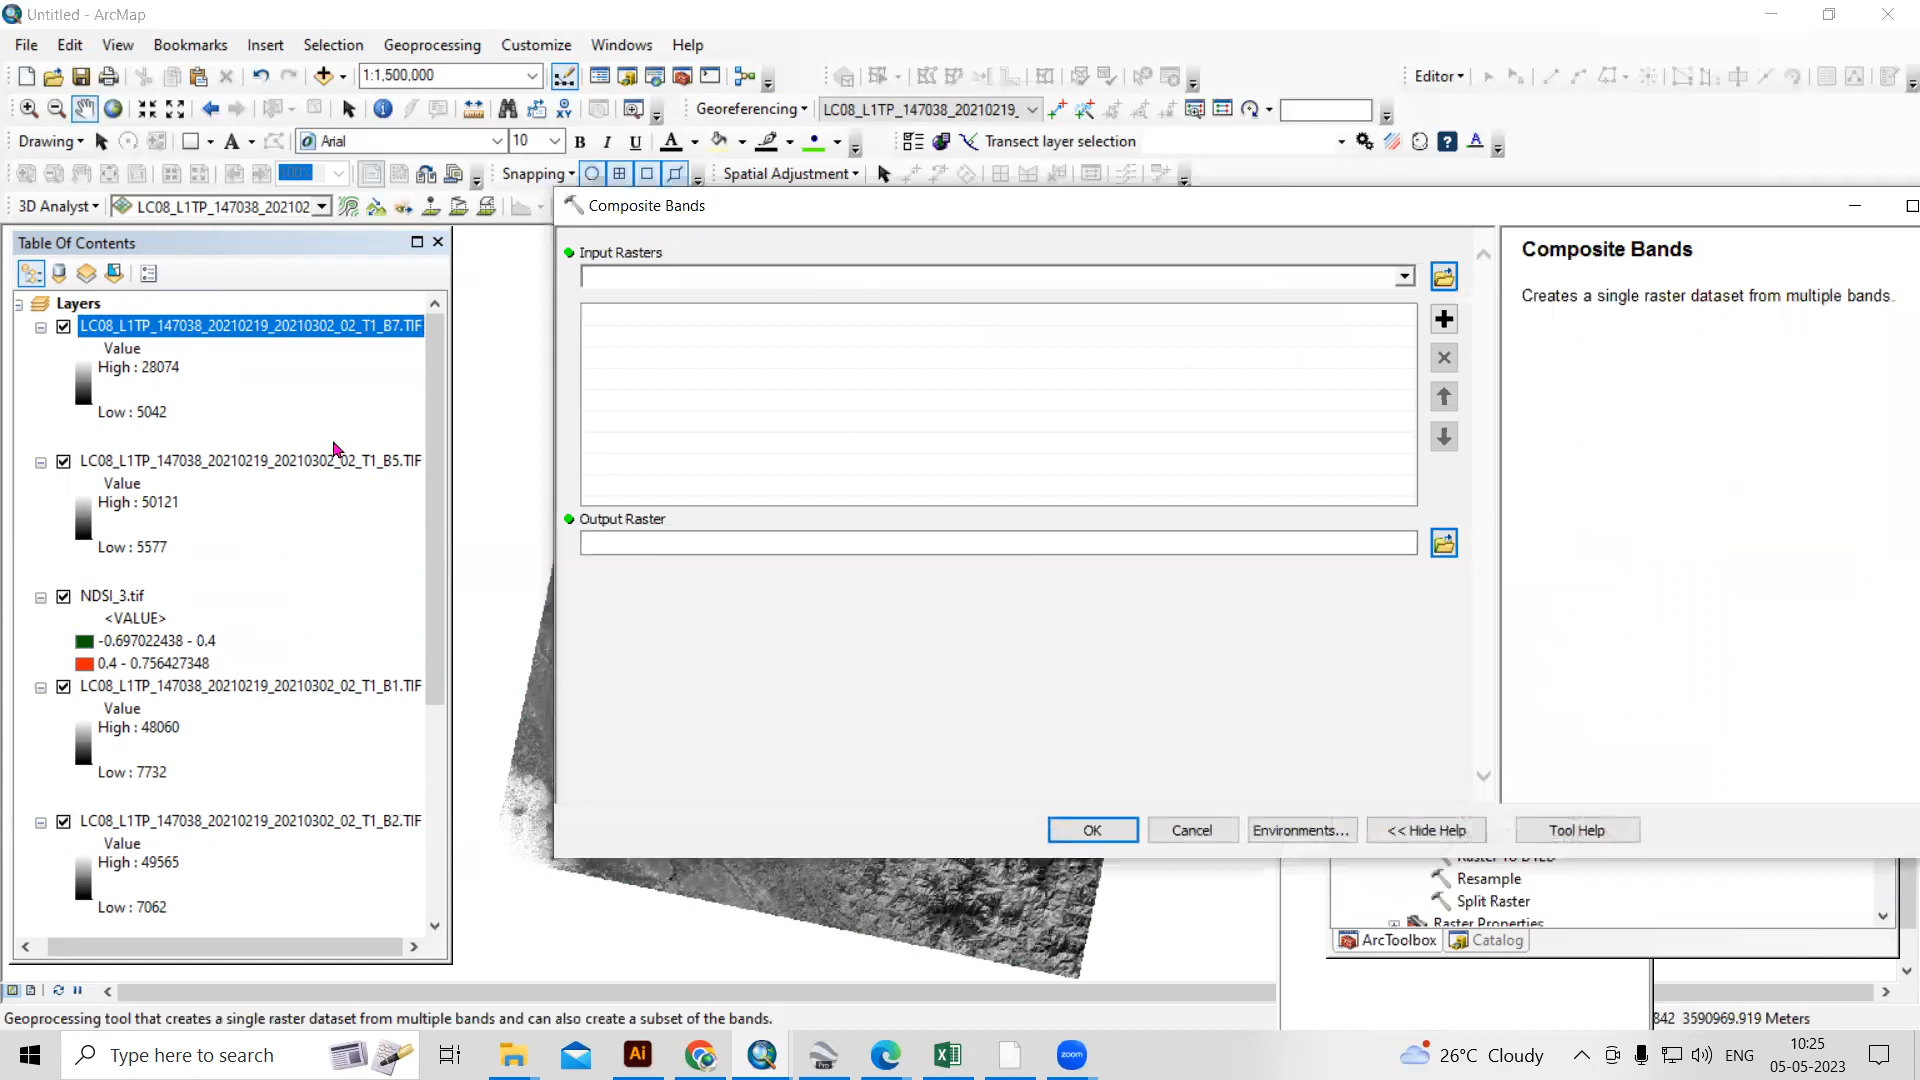 Untitled - ArcMap
File Edit View Bookmarks Insert Selection Geoprocessing Customize Windows Help
1:1,500,000
Editor
Georeferencing LC08_L1TP_147038_20210219_
Drawing A Arial 10 B I U A Transect layer selection
100% Snapping Spatial Adjustment
3D Analyst LC08_L1TP_147038_202102
Composite Bands
Table Of Contents
Layers
LC08_L1TP_147038_20210219_20210302_02_T1_B7.TIF
Value
High : 28074
Low : 5042
LC08_L1TP_147038_20210219_20210302_02_T1_B5.TIF
Value
High : 50121
Low : 5577
NDSI_3.tif
<VALUE>
-0.697022438 - 0.4
0.4 - 0.756427348
LC08_L1TP_147038_20210219_20210302_02_T1_B1.TIF
Value
High : 48060
Low : 7732
LC08_L1TP_147038_20210219_20210302_02_T1_B2.TIF
Value
High : 49565
Low : 7062
Input Rasters
Output Raster
OK Cancel Environments... << Hide Help Tool Help
Composite Bands
Creates a single raster dataset from multiple bands.
Resample
Split Raster
Raster Properties
ArcToolbox Catalog
Geoprocessing tool that creates a single raster dataset from multiple bands and can also create a subset of the bands.
842 3590969.919 Meters
Type here to search
Ai
Pro
zoom
26°C Cloudy
ENG
10:25
05-05-2023